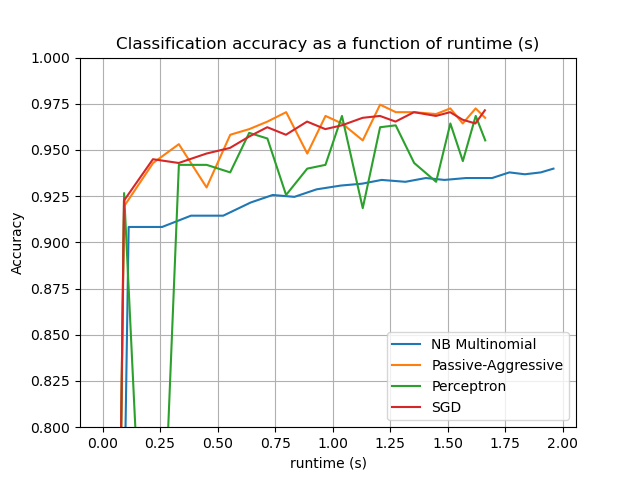 Classification accuracy as a function of runtime (s)
1.000
0.975
0.950
0.925
0.900
0.875
0.850
0.825
0.800
Accuracy
NB Multinomial
Passive-Aggressive
Perceptron
SGD
0.00 0.25 0.50 0.75 1.00 1.25 1.50 1.75 2.00
runtime (s)